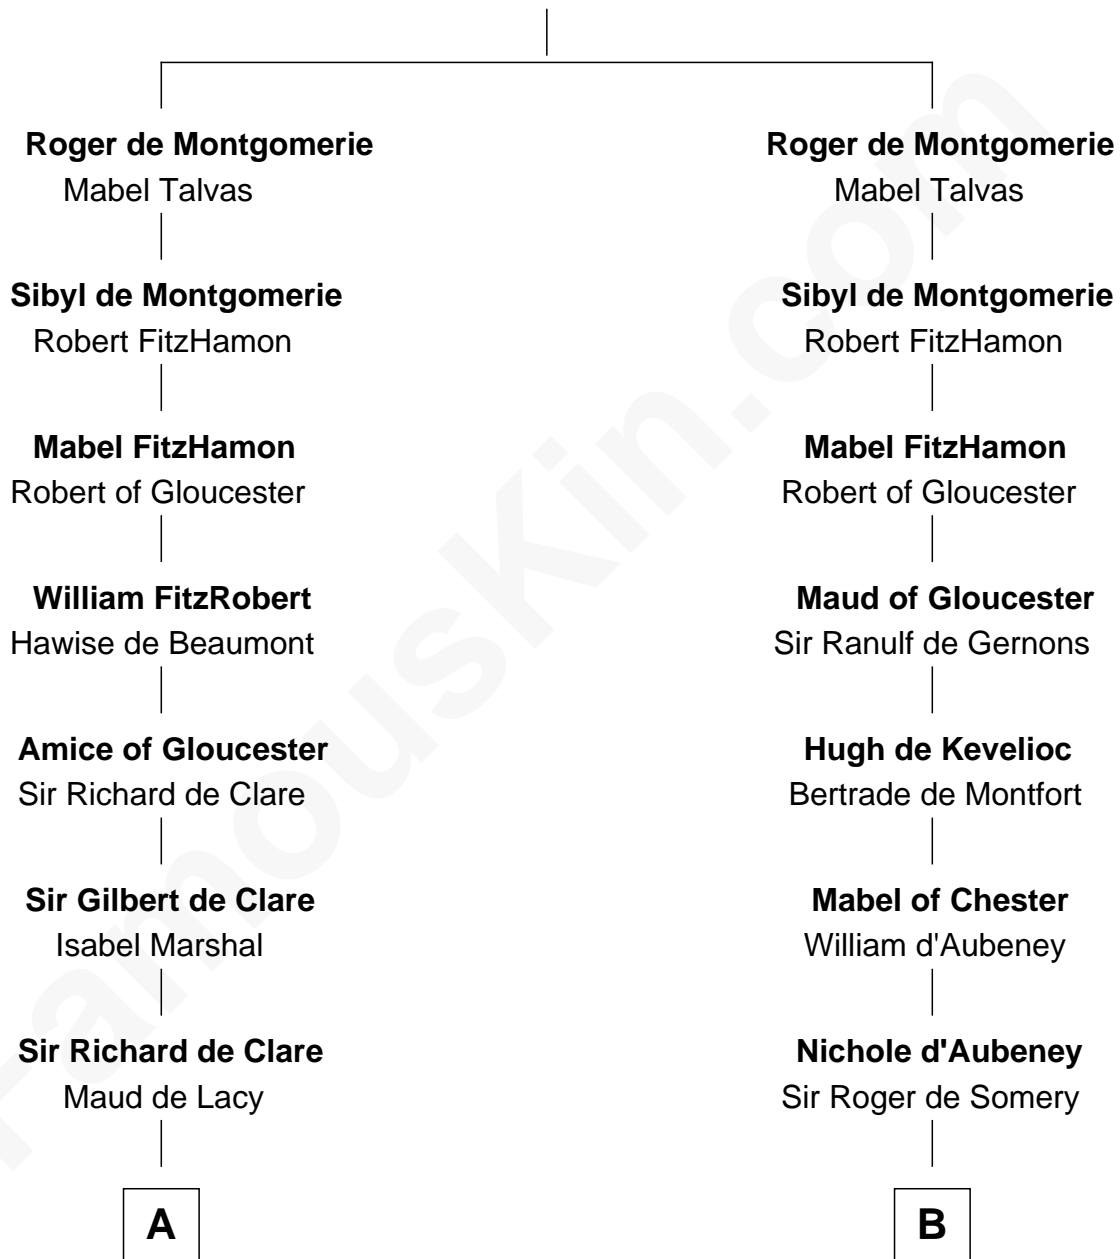 Roger de Montgomerie
Mabel Talvas
Sibyl de Montgomerie
Robert FitzHamon
Mabel FitzHamon
Robert of Gloucester
William FitzRobert
Hawise de Beaumont
Amice of Gloucester
Sir Richard de Clare
Sir Gilbert de Clare
Isabel Marshal
Sir Richard de Clare
Maud de Lacy
A
Roger de Montgomerie
Mabel Talvas
Sibyl de Montgomerie
Robert FitzHamon
Mabel FitzHamon
Robert of Gloucester
Maud of Gloucester
Sir Ranulf de Gernons
Hugh de Kevelioc
Bertrade de Montfort
Mabel of Chester
William d'Aubeney
Nichole d'Aubeney
Sir Roger de Somery
B
FamousKin.com